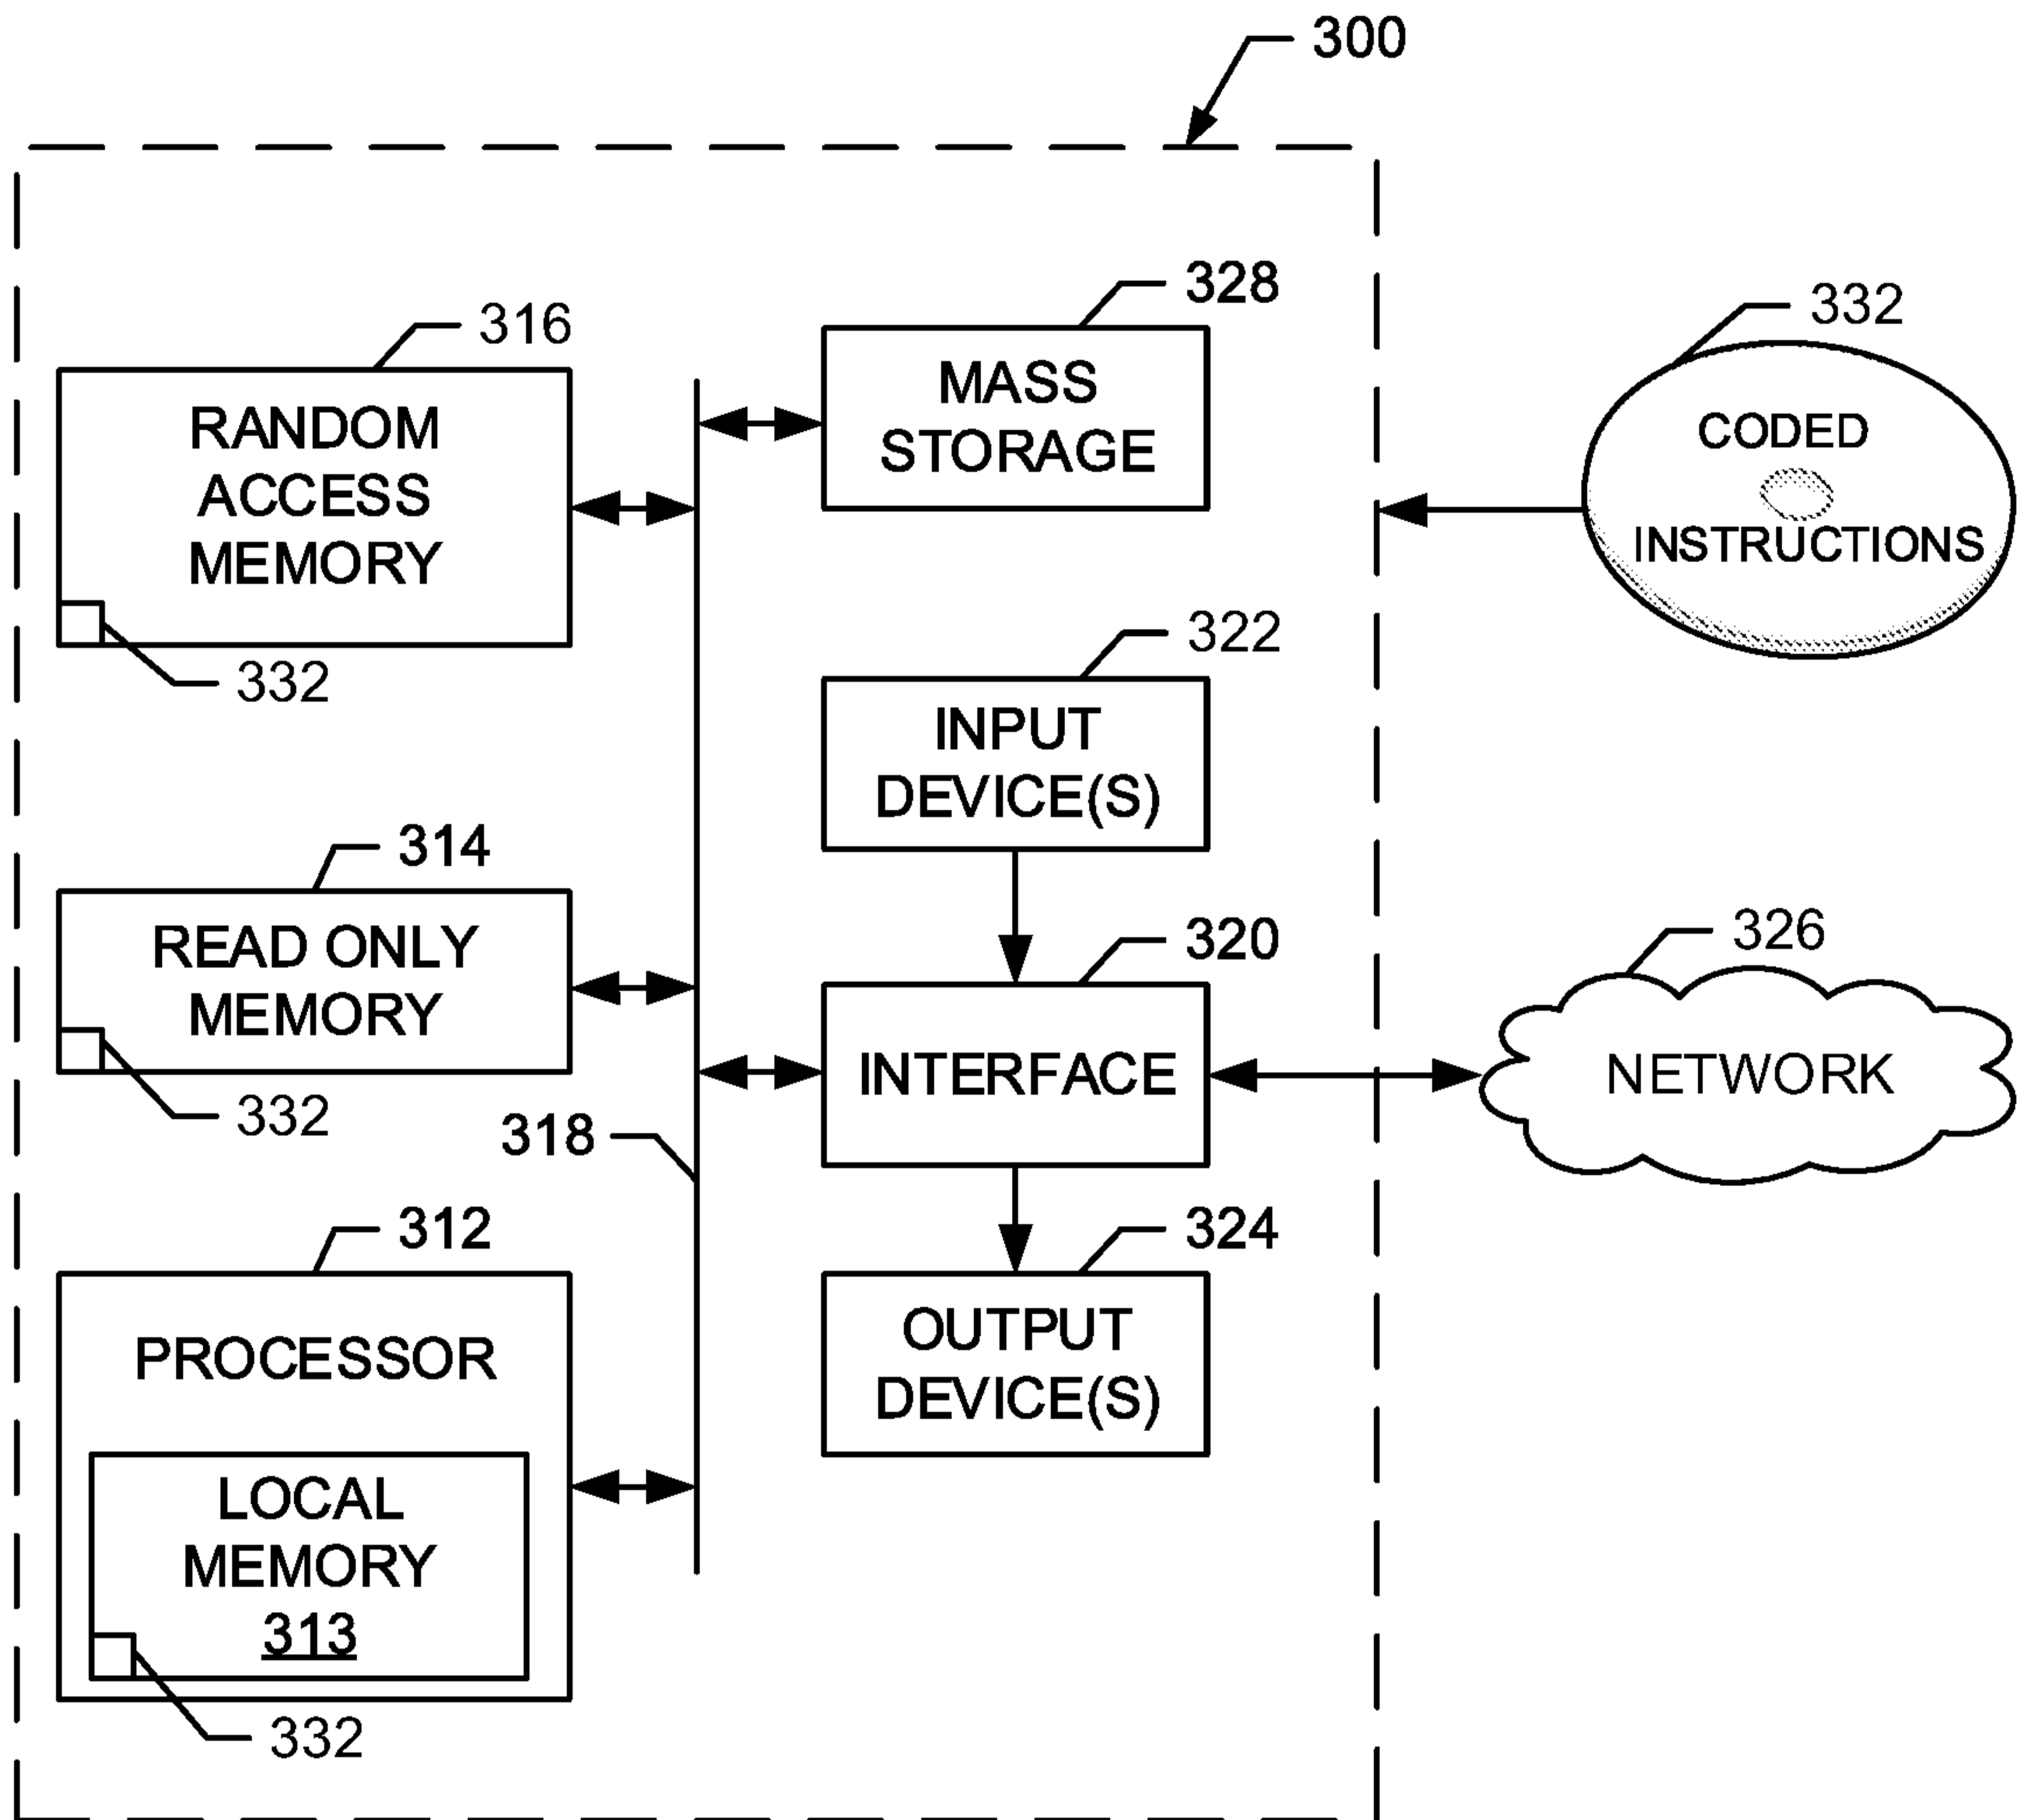 300
328
316
332
MASS
STORAGE
RANDOM
ACCESS
MEMORY
CODED
INSTRUCTIONS
332
322
INPUT
DEVICE(S)
314
READ ONLY
MEMORY
332
320
INTERFACE
326
NETWORK
318
312
PROCESSOR
324
OUTPUT
DEVICE(S)
LOCAL
MEMORY
313
332